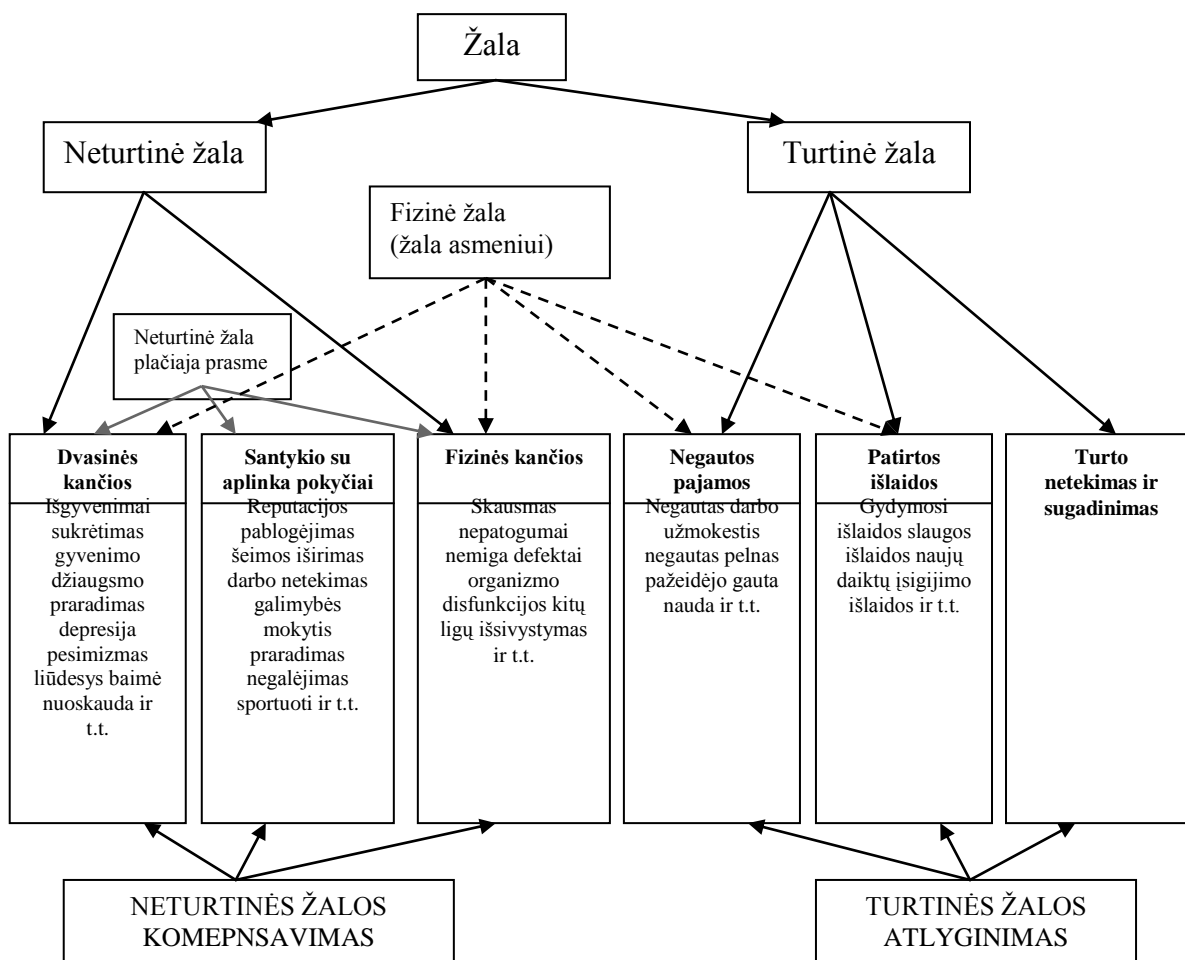 Žala
Neturtinė žala
Turtinė žala
Fizinė žala
(žala asmeniui)
Neturtinė žala
plačiaja prasme
Dvasinės
kančios
Išgyvenimai
sukrėtimas
gyvenimo
džiaugsmo
praradimas
depresija
pesimizmas
liūdesys baimė
nuoskauda ir
t.t.
Santykio su
aplinka pokyčiai
Reputacijos
pablogėjimas
šeimos iširimas
darbo netekimas
galimybės
mokytis
praradimas
negalėjimas
sportuoti ir t.t.
Fizinės kančios
Skausmas
nepatogumai
nemiga defektai
organizmo
disfunkcijos kitų
ligų išsivystymas
ir t.t.
Negautos
pajamos
Negautas darbo
užmokestis
negautas pelnas
pažeidėjo gauta
nauda ir t.t.
Patirtos
išlaidos
Gydymosi
išlaidos slaugos
išlaidos naujų
daiktų įsigijimo
išlaidos ir t.t.
Turto
netekimas ir
sugadinimas
NETURTINĖS ŽALOS
KOMEPNSAVIMAS
TURTINĖS ŽALOS
ATLYGINIMAS